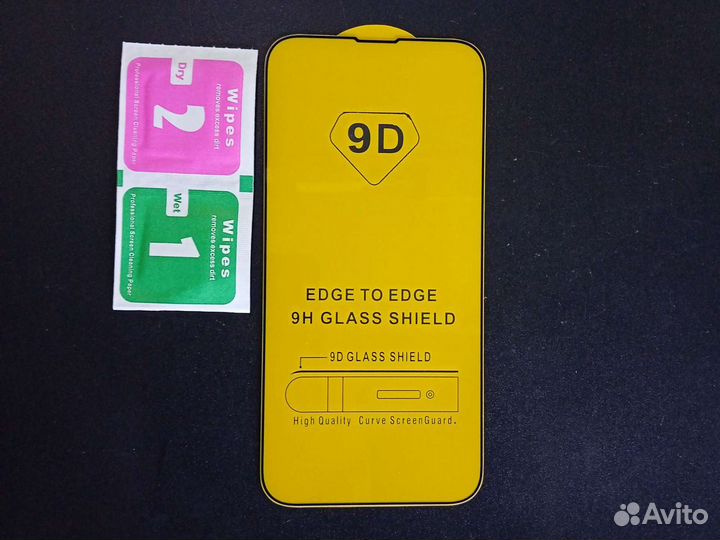 Dry
2
Wipes
removes excess dirt
Professional Screen Cleaning Paper
Wet
1
Wipes
removes excess dirt
Professional Screen Cleaning Paper
9D
EDGE TO EDGE
9H GLASS SHIELD
9D GLASS SHIELD
High Quality Curve ScreenGuard.
Avito